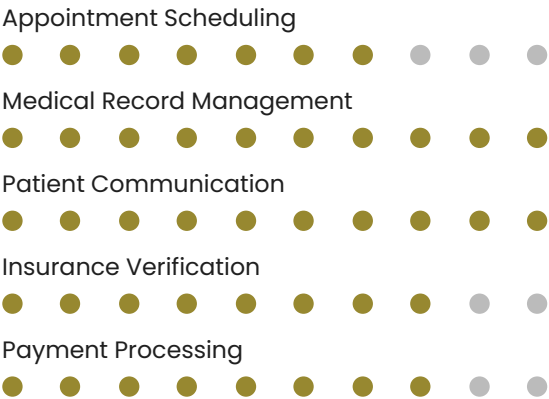 Appointment Scheduling
Medical Record Management
Patient Communication
Insurance Verification
Payment Processing